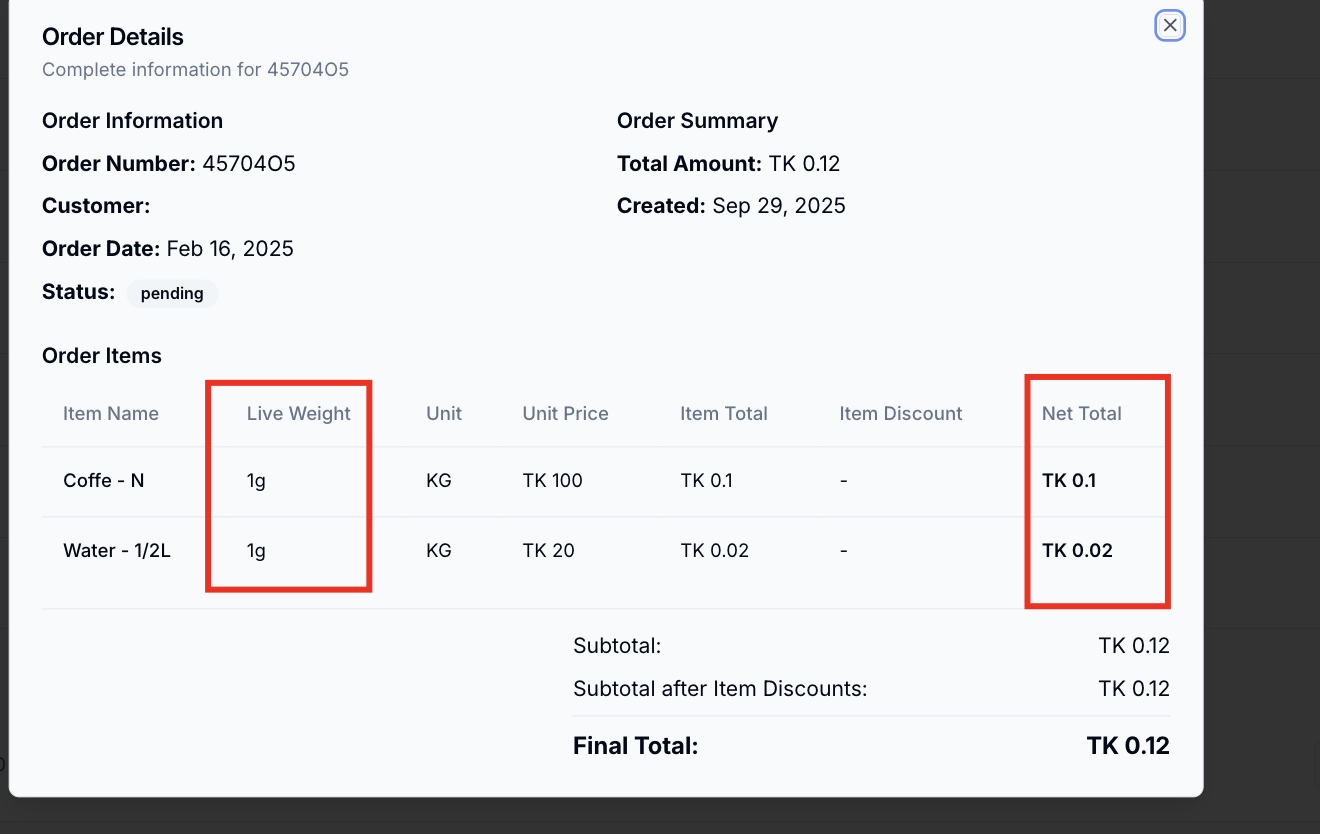 Order Details
Complete information for 45704O5
Order Information
Order Number: 45704O5
Customer:
Order Date: Feb 16, 2025
Status: pending
Order Summary
Total Amount: TK 0.12
Created: Sep 29, 2025
Order Items
Item Name Live Weight Unit Unit Price Item Total Item Discount Net Total
Coffe - N 1g KG TK 100 TK 0.1 - TK 0.1
Water - 1/2L 1g KG TK 20 TK 0.02 - TK 0.02
Subtotal: TK 0.12
Subtotal after Item Discounts: TK 0.12
Final Total: TK 0.12